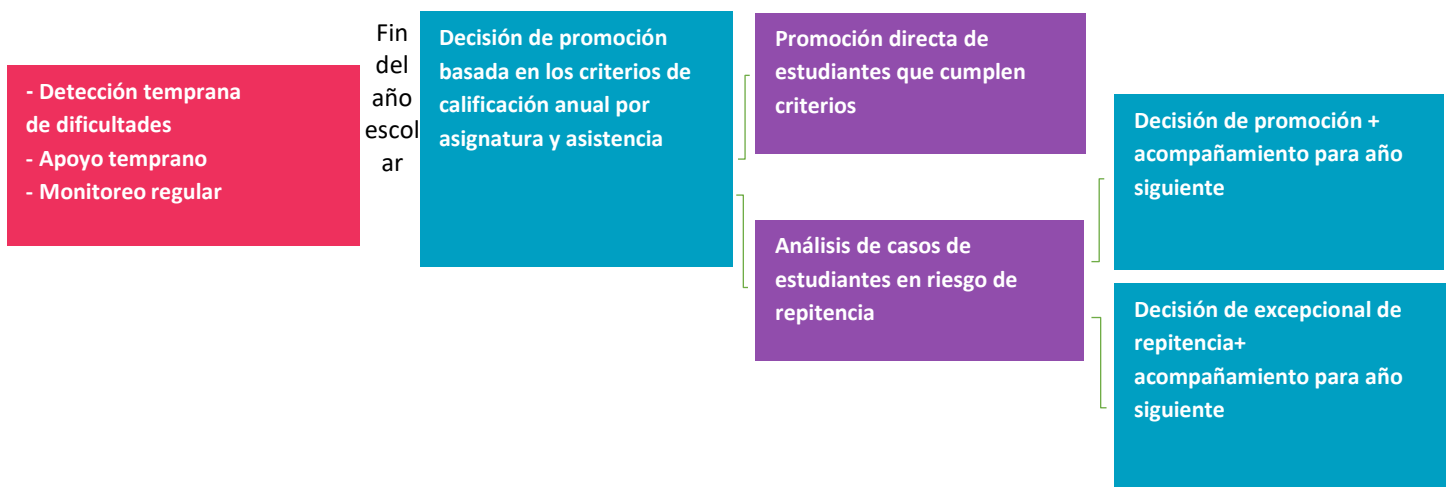 - Detección temprana
de dificultades
- Apoyo temprano
- Monitoreo regular
Fin
del
año
escol
ar
Decisión de promoción
basada en los criterios de
calificación anual por
asignatura y asistencia
Promoción directa de
estudiantes que cumplen
criterios
Análisis de casos de
estudiantes en riesgo de
repitencia
Decisión de promoción +
acompañamiento para año
siguiente
Decisión de excepcional de
repitencia+
acompañamiento para año
siguiente